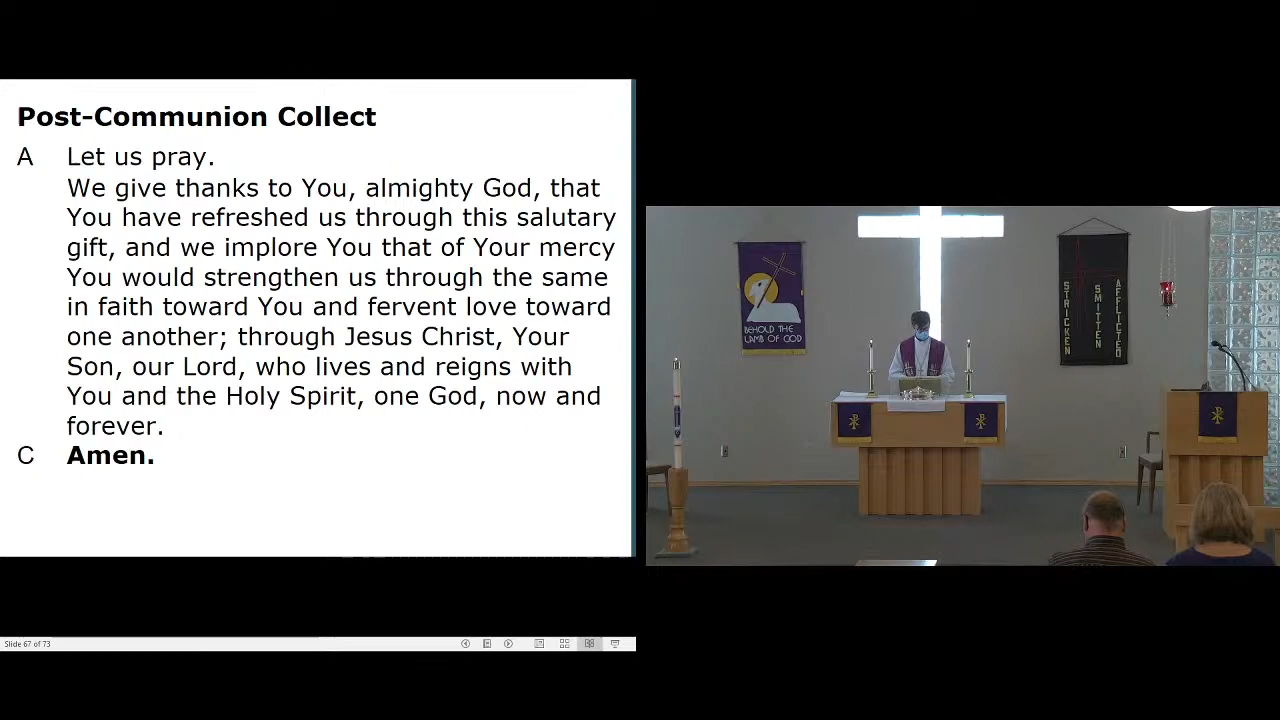 Post-Communion Collect
A Let us pray.
We give thanks to You, almighty God, that
You have refreshed us through this salutary
gift, and we implore You that of Your mercy
You would strengthen us through the same
in faith toward You and fervent love toward
one another; through Jesus Christ, Your
Son, our Lord, who lives and reigns with
You and the Holy Spirit, one God, now and
forever.
C Amen.
Slide 67 of 73
BEHOLD THE
LAMB OF GOD
STRICKEN
SMITTEN
AFFLICTED